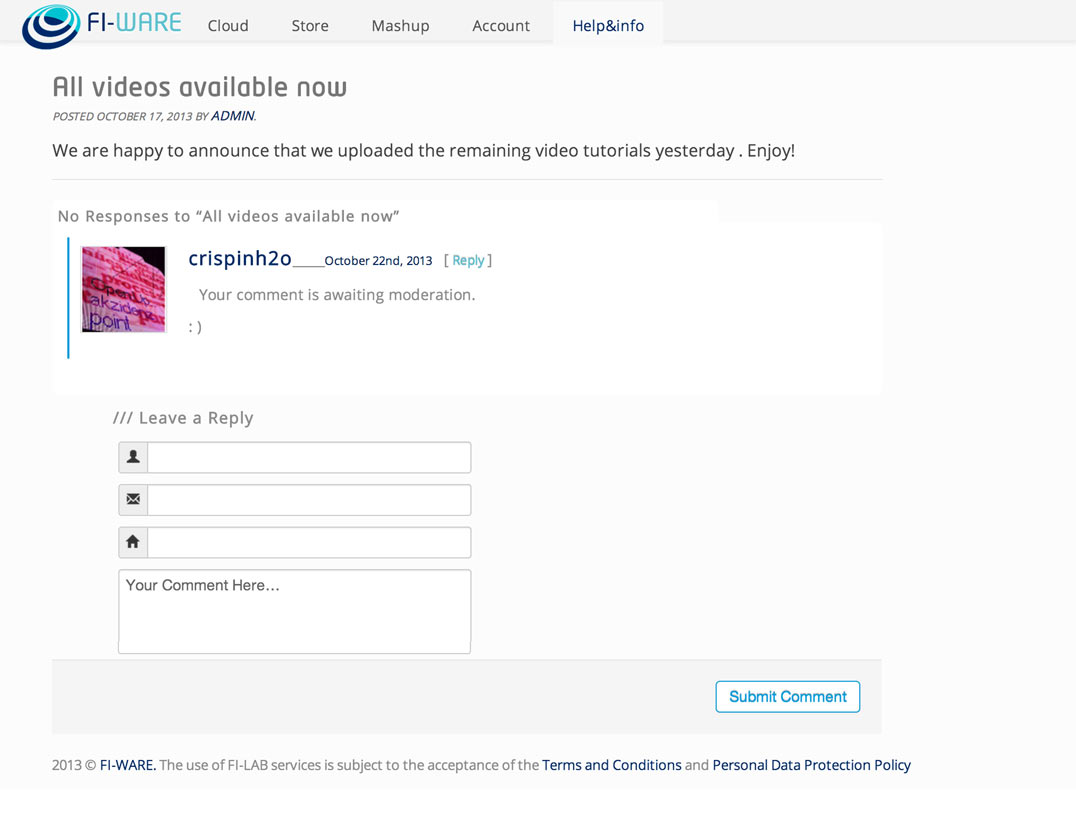 FI-WARE Cloud Store Mashup Account Help&info
All videos available now
POSTED OCTOBER 17, 2013 BY ADMIN.
We are happy to announce that we uploaded the remaining video tutorials yesterday . Enjoy!
No Responses to “All videos available now”
crispinh2o_____October 22nd, 2013 [ Reply ]
Your comment is awaiting moderation.
: )
point
/// Leave a Reply
Your Comment Here...
Submit Comment
2013 © FI-WARE. The use of FI-LAB services is subject to the acceptance of the Terms and Conditions and Personal Data Protection Policy